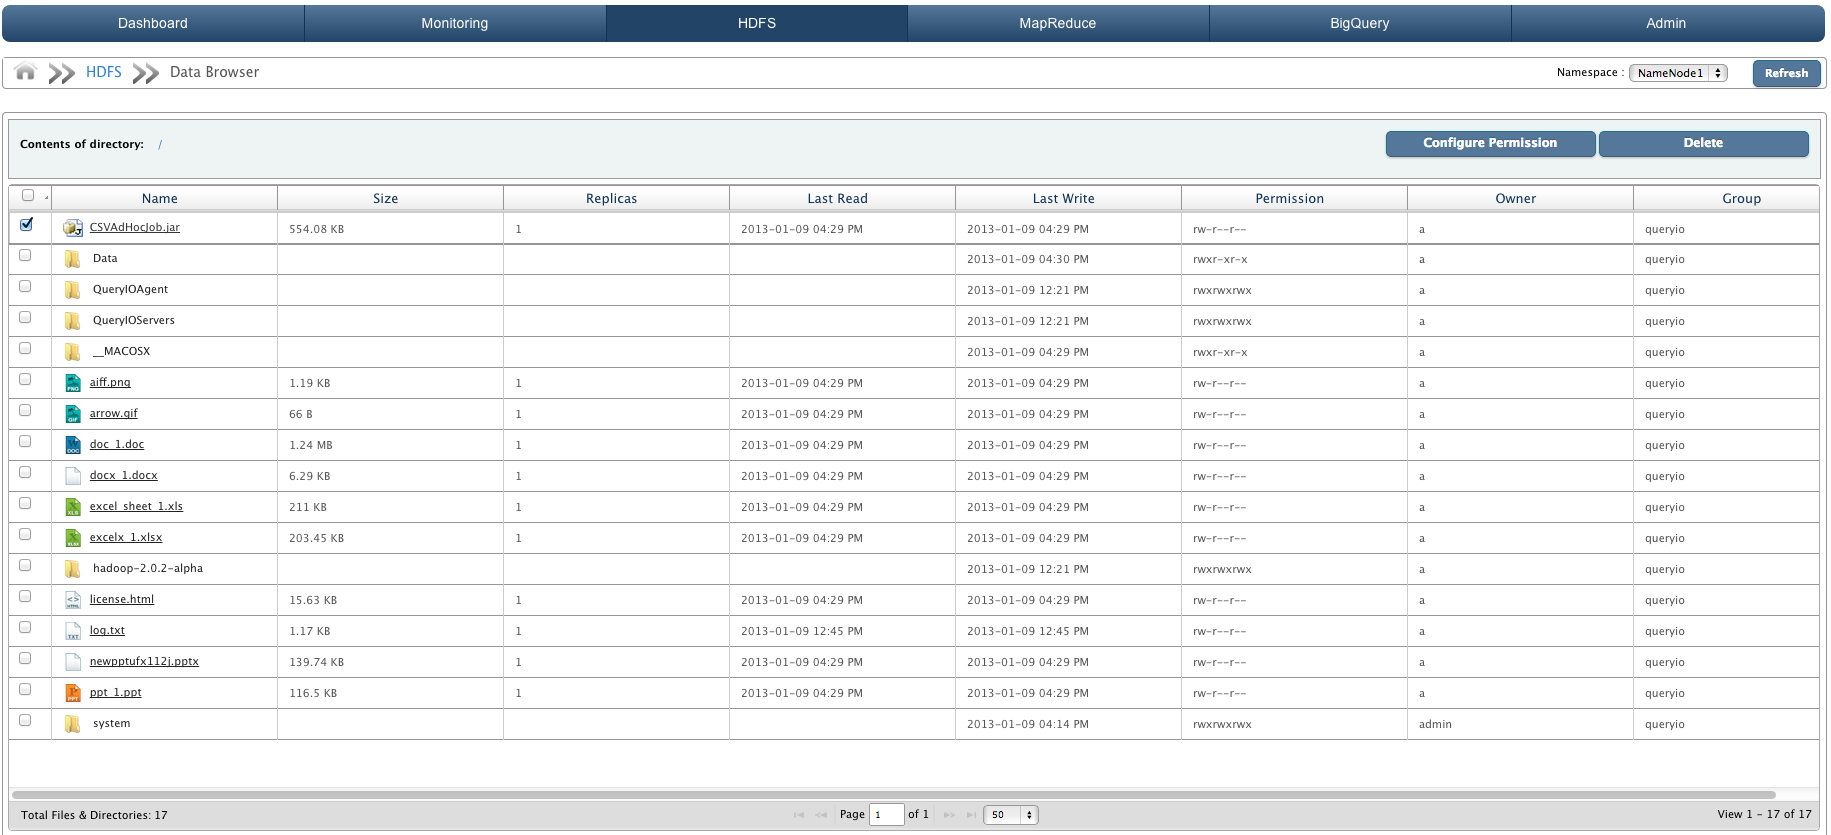 Dashboard Monitoring HDFS MapReduce BigQuery Admin
HDFS Data Browser Namespace : NameNode1 Refresh
Contents of directory: / Configure Permission Delete
Name Size Replicas Last Read Last Write Permission Owner Group
CSVAdHocJob.jar 554.08 KB 1 2013-01-09 04:29 PM 2013-01-09 04:29 PM rw-r--r-- a queryio
Data 2013-01-09 04:30 PM rwxr-xr-x a queryio
QueryIOAgent 2013-01-09 12:21 PM rwxrwxrwx a queryio
QueryIOServers 2013-01-09 12:21 PM rwxrwxrwx a queryio
__MACOSX 2013-01-09 04:29 PM rwxr-xr-x a queryio
PNG aiff.png 1.19 KB 1 2013-01-09 04:29 PM 2013-01-09 04:29 PM rw-r--r-- a queryio
GIF arrow.gif 66 B 1 2013-01-09 04:29 PM 2013-01-09 04:29 PM rw-r--r-- a queryio
DOC doc_1.doc 1.24 MB 1 2013-01-09 04:29 PM 2013-01-09 04:29 PM rw-r--r-- a queryio
docx_1.docx 6.29 KB 1 2013-01-09 04:29 PM 2013-01-09 04:29 PM rw-r--r-- a queryio
XLS excel_sheet_1.xls 211 KB 1 2013-01-09 04:29 PM 2013-01-09 04:29 PM rw-r--r-- a queryio
XLSX excelx_1.xlsx 203.45 KB 1 2013-01-09 04:29 PM 2013-01-09 04:29 PM rw-r--r-- a queryio
hadoop-2.0.2-alpha 2013-01-09 12:21 PM rwxrwxrwx a queryio
HTML license.html 15.63 KB 1 2013-01-09 04:29 PM 2013-01-09 04:29 PM rw-r--r-- a queryio
TXT log.txt 1.17 KB 1 2013-01-09 12:45 PM 2013-01-09 12:45 PM rw-r--r-- a queryio
newpptufx112j.pptx 139.74 KB 1 2013-01-09 04:29 PM 2013-01-09 04:29 PM rw-r--r-- a queryio
PPT ppt_1.ppt 116.5 KB 1 2013-01-09 04:29 PM 2013-01-09 04:29 PM rw-r--r-- a queryio
system 2013-01-09 04:14 PM rwxrwxrwx admin queryio
Total Files & Directories: 17 Page 1 of 1 50 View 1 - 17 of 17